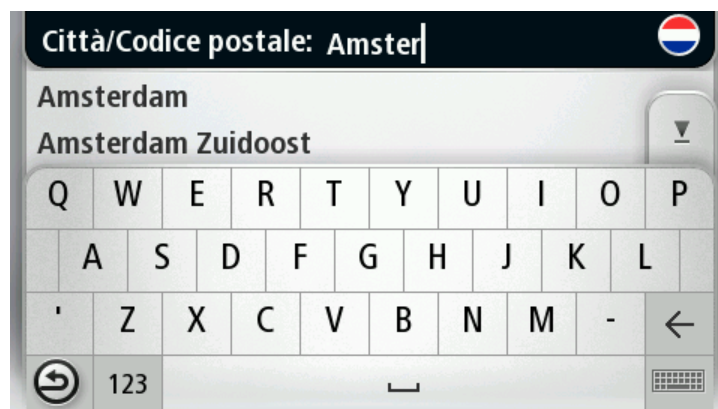 Città/Codice postale: Amster
Amsterdam
Amsterdam Zuidoost
Q W E R T Y U I O P
A S D F G H J K L
' Z X C V B N M -
123